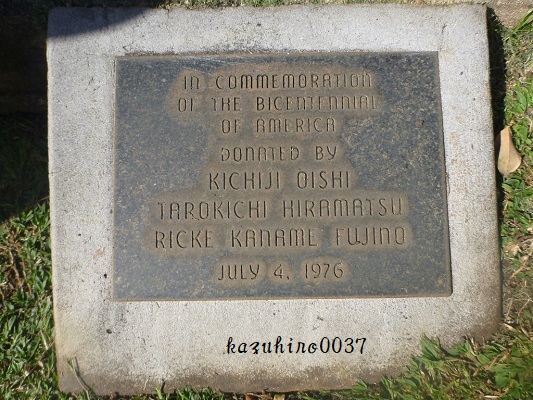 IN COMMEMORATION
OF THE BICENTENNIAL
OF AMERICA
DONATED BY
KICHIJI OISHI
TAROKICHI HIRAMATSU
RICKE KANAME FUJINO
JULY 4, 1976
kazuhiro0037